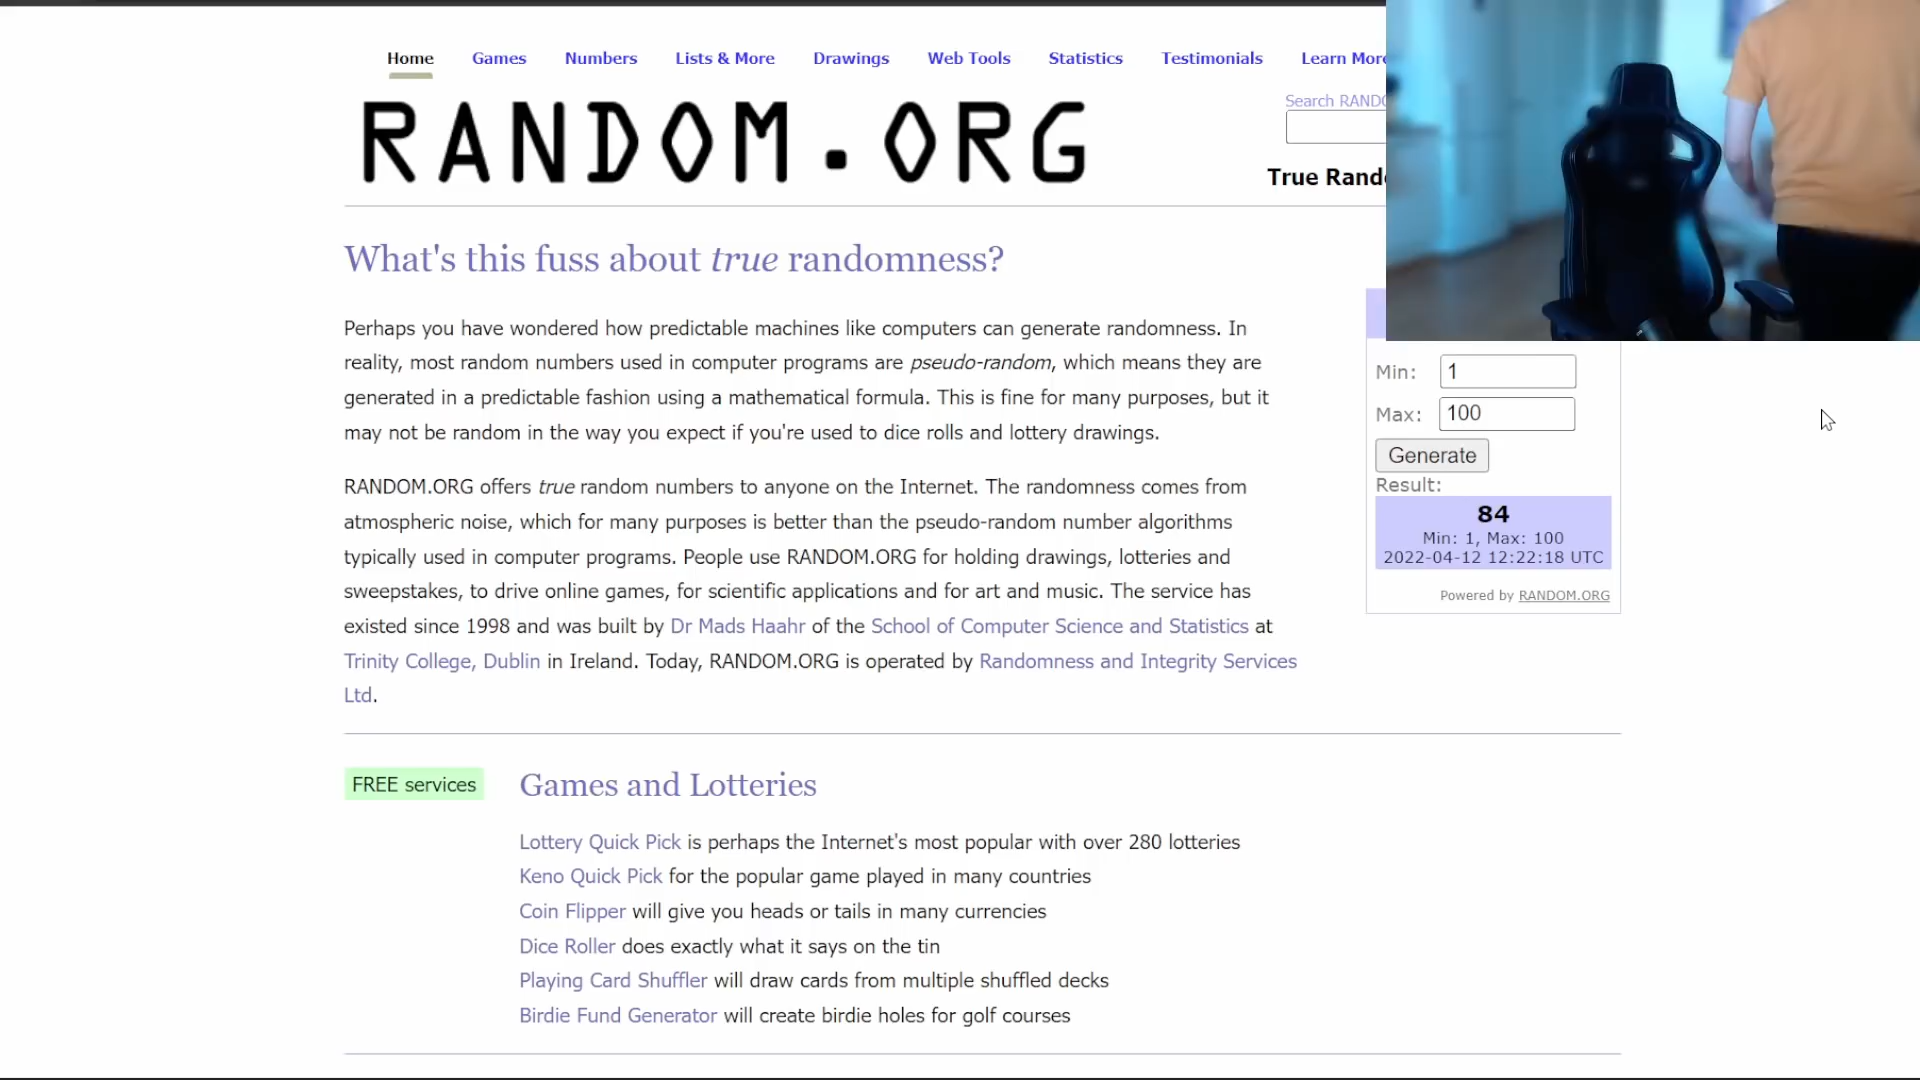 Home Games Numbers Lists & More Drawings Web Tools Statistics Testimonials Learn More
RANDOM.ORG
Search RANDO
True Rando
What's this fuss about true randomness?
Perhaps you have wondered how predictable machines like computers can generate randomness. In
reality, most random numbers used in computer programs are pseudo-random, which means they are
generated in a predictable fashion using a mathematical formula. This is fine for many purposes, but it
may not be random in the way you expect if you're used to dice rolls and lottery drawings.
RANDOM.ORG offers true random numbers to anyone on the Internet. The randomness comes from
atmospheric noise, which for many purposes is better than the pseudo-random number algorithms
typically used in computer programs. People use RANDOM.ORG for holding drawings, lotteries and
sweepstakes, to drive online games, for scientific applications and for art and music. The service has
existed since 1998 and was built by Dr Mads Haahr of the School of Computer Science and Statistics at
Trinity College, Dublin in Ireland. Today, RANDOM.ORG is operated by Randomness and Integrity Services
Ltd.
Min: 1
Max: 100
Generate
Result:
84
Min: 1, Max: 100
2022-04-12 12:22:18 UTC
Powered by RANDOM.ORG
FREE services
Games and Lotteries
Lottery Quick Pick is perhaps the Internet's most popular with over 280 lotteries
Keno Quick Pick for the popular game played in many countries
Coin Flipper will give you heads or tails in many currencies
Dice Roller does exactly what it says on the tin
Playing Card Shuffler will draw cards from multiple shuffled decks
Birdie Fund Generator will create birdie holes for golf courses